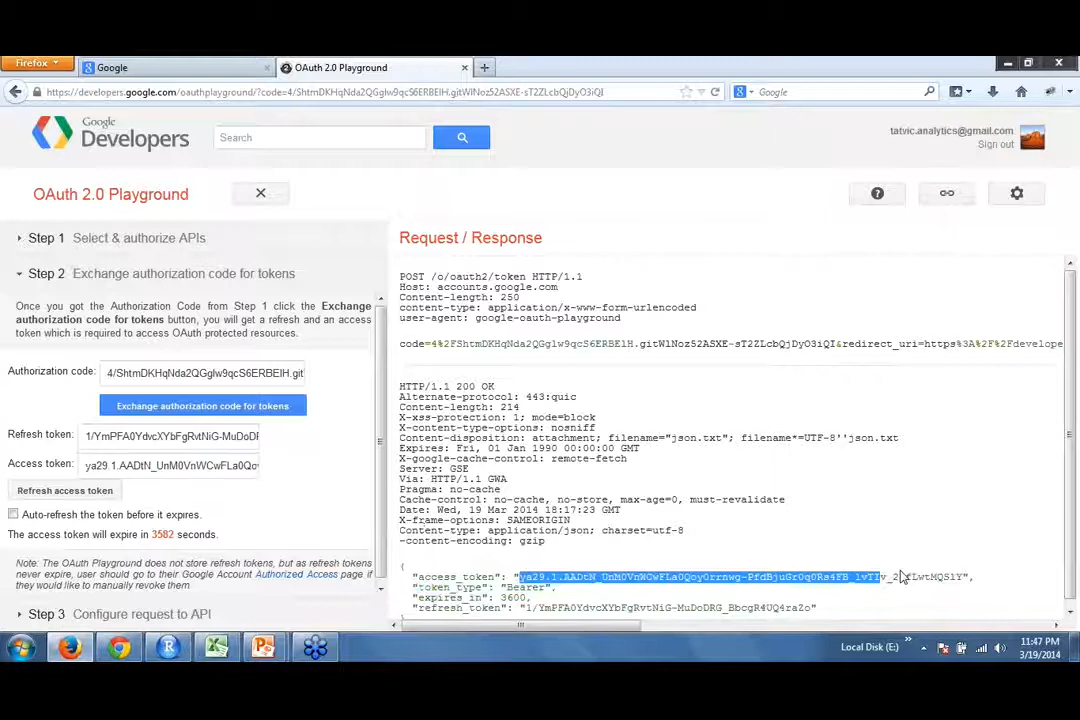 Firefox
Google
OAuth 2.0 Playground
https://developers.google.com/oauthplayground/?code=4/ShtmDKHqNda2QGglw9qcS6ERBEIH.gitWlNoz52ASXE-sT2ZLcbQjDyO3iQI
Google
Google
Developers
Search
tatvic.analytics@gmail.com
Sign out
OAuth 2.0 Playground
Step 1 Select & authorize APIs
Step 2 Exchange authorization code for tokens
Once you got the Authorization Code from Step 1 click the Exchange
authorization code for tokens button, you will get a refresh and an access
token which is required to access OAuth protected resources.
Authorization code: 4/ShtmDKHqNda2QGglw9qcS6ERBEIH.git
Exchange authorization code for tokens
Refresh token: 1/YmPFA0YdvcXYbFgRvtNiG-MuDoDF
Access token:
Refresh access token
Auto-refresh the token before it expires.
The access token will expire in 3582 seconds.
Note: The OAuth Playground does not store refresh tokens, but as refresh tokens
never expire, user should go to their Google Account Authorized Access page if
they would like to manually revoke them
Step 3 Configure request to API
Request / Response
POST /o/oauth2/token HTTP/1.1
Host: accounts.google.com
Content-length: 250
content-type: application/x-www-form-urlencoded
user-agent: google-oauth-playground
code=4%2FShtmDKHqNda2QGglw9qcS6ERBEIH.gitWlNoz52ASXE-sT2ZLcbQjDyO3iQI&redirect_uri=https%3A%2F%2Fdevelope
HTTP/1.1 200 OK
Alternate-protocol: 443:quic
Content-length: 214
X-xss-protection: 1; mode=block
X-content-type-options: nosniff
Content-disposition: attachment; filename="json.txt"; filename*=UTF-8''json.txt
Expires: Fri, 01 Jan 1990 00:00:00 GMT
X-google-cache-control: remote-fetch
Server: GSE
Via: HTTP/1.1 GWA
Pragma: no-cache
Cache-control: no-cache, no-store, max-age=0, must-revalidate
Date: Wed, 19 Mar 2014 18:17:23 GMT
X-frame-options: SAMEORIGIN
Content-type: application/json; charset=utf-8
-content-encoding: gzip
{
"access_token":
"token_type": "Bearer",
"expires_in": 3600,
"refresh_token": "1/YmPFA0YdvcXYbFgRvtNiG-MuDoDRG_BbcgR4UQ4raZo"
Local Disk (E:)
11:47 PM
3/19/2014